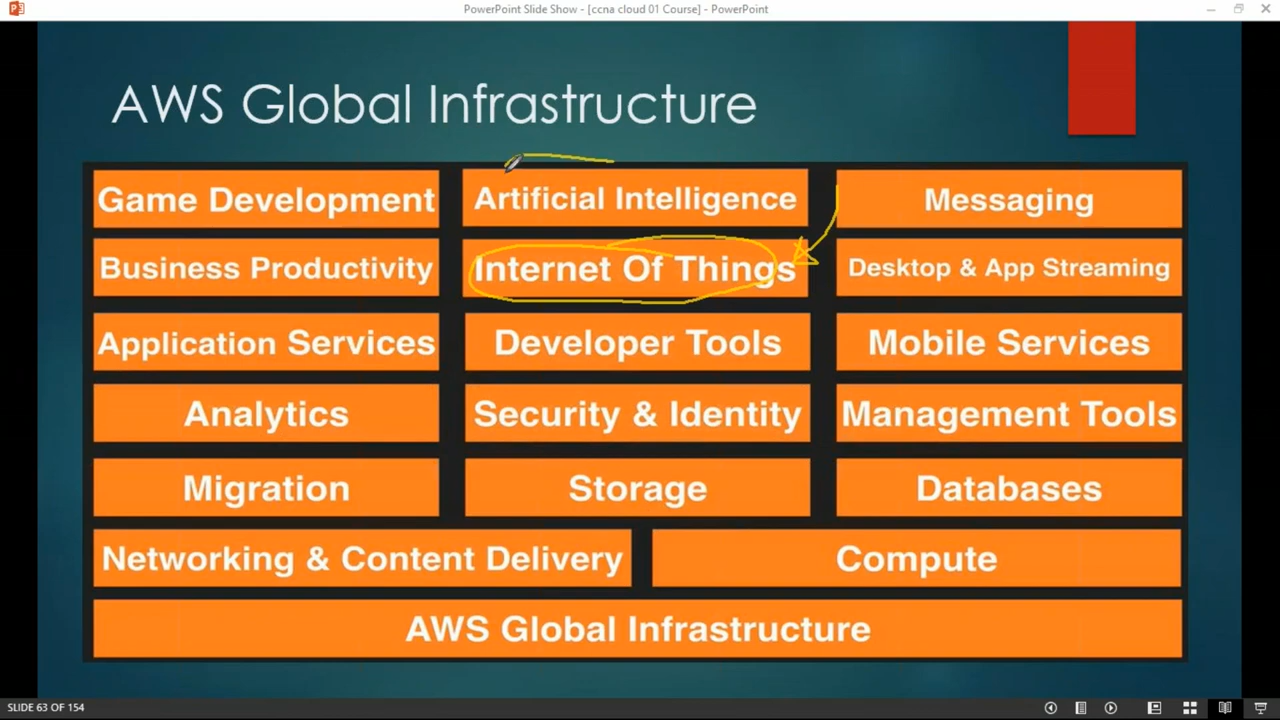 PowerPoint Slide Show - [ccna cloud 01 Course] - PowerPoint
AWS Global Infrastructure
Game Development
Artificial Intelligence
Messaging
Business Productivity
Internet Of Things
Desktop & App Streaming
Application Services
Developer Tools
Mobile Services
Analytics
Security & Identity
Management Tools
Migration
Storage
Databases
Networking & Content Delivery
Compute
AWS Global Infrastructure
SLIDE 63 OF 154